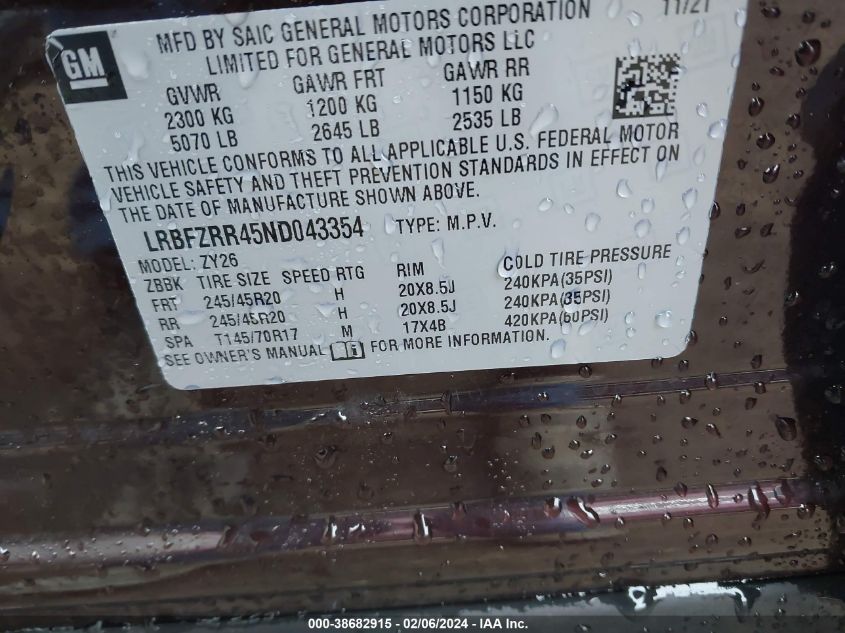 GM
MFD BY SAIC GENERAL MOTORS CORPORATION 11/21
LIMITED FOR GENERAL MOTORS LLC
GVWR GAWR FRT GAWR RR
2300 KG 1200 KG 1150 KG
5070 LB 2645 LB 2535 LB
THIS VEHICLE CONFORMS TO ALL APPLICABLE U.S. FEDERAL MOTOR
VEHICLE SAFETY AND THEFT PREVENTION STANDARDS IN EFFECT ON
THE DATE OF MANUFACTURE SHOWN ABOVE.
LRBFZRR45ND043354 TYPE: M.P.V.
MODEL: ZY26
ZBBK TIRE SIZE SPEED RTG RIM COLD TIRE PRESSURE
FRT 245/45R20 H 20X8.5J 240KPA(35PSI)
RR 245/45R20 H 20X8.5J 240KPA(35PSI)
SPA T145/70R17 M 17X4B 420KPA(60PSI)
SEE OWNER'S MANUAL FOR MORE INFORMATION.
000-38682915 - 02/06/2024 - IAA Inc.